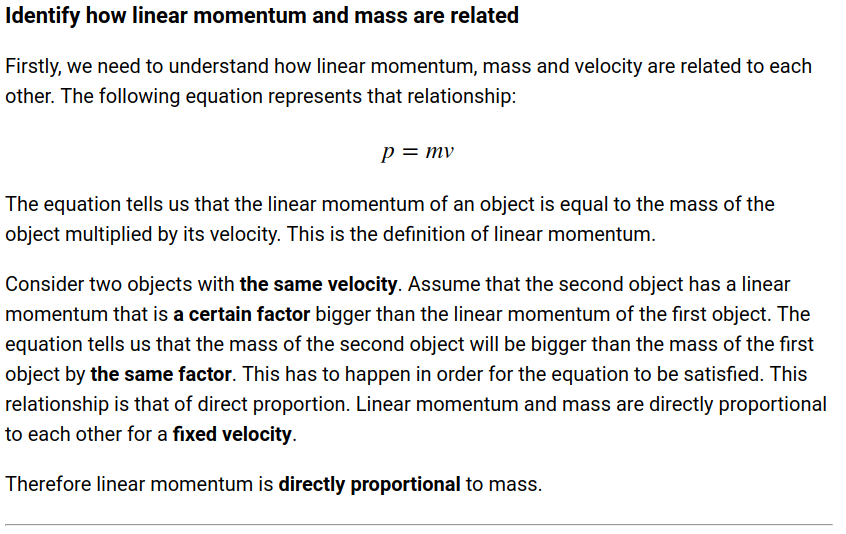 Identify how linear momentum and mass are related
Firstly, we need to understand how linear momentum, mass and velocity are related to each
other. The following equation represents that relationship:
p = mv
The equation tells us that the linear momentum of an object is equal to the mass of the
object multiplied by its velocity. This is the definition of linear momentum.
Consider two objects with the same velocity. Assume that the second object has a linear
momentum that is a certain factor bigger than the linear momentum of the first object. The
equation tells us that the mass of the second object will be bigger than the mass of the first
object by the same factor. This has to happen in order for the equation to be satisfied. This
relationship is that of direct proportion. Linear momentum and mass are directly proportional
to each other for a fixed velocity.
Therefore linear momentum is directly proportional to mass.